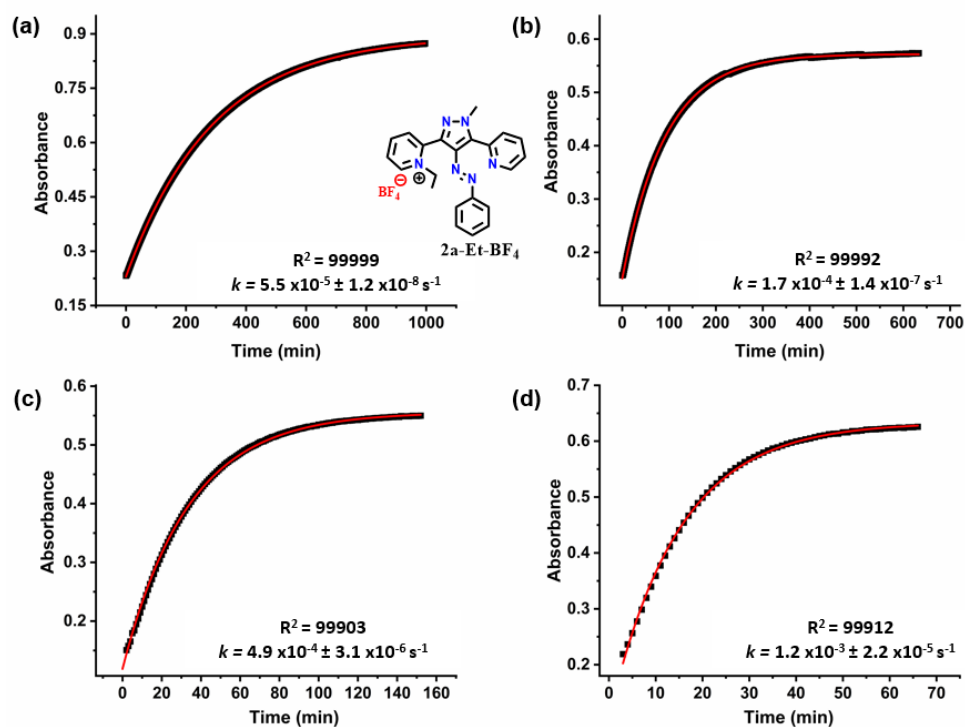 (a)
0.9
0.75
0.6
0.45
0.3
0.15
Absorbance
0 200 400 600 800 1000
Time (min)
N N
N
N
N
N
BF4 ⊖
⊕
2a-Et-BF4
R2 = 99999
k = 5.5 x10-5 ± 1.2 x10-8 s-1
(b)
0.6
0.5
0.4
0.3
0.2
Absorbance
0 100 200 300 400 500 600 700
Time (min)
R2 = 99992
k = 1.7 x10-4 ± 1.4 x10-7 s-1
(c)
0.6
0.5
0.4
0.3
0.2
Absorbance
0 20 40 60 80 100 120 140 160
Time (min)
R2 = 99903
k = 4.9 x10-4 ± 3.1 x10-6 s-1
(d)
0.7
0.6
0.5
0.4
0.3
0.2
Absorbance
0 10 20 30 40 50 60 70
Time (min)
R2 = 99912
k = 1.2 x10-3 ± 2.2 x10-5 s-1